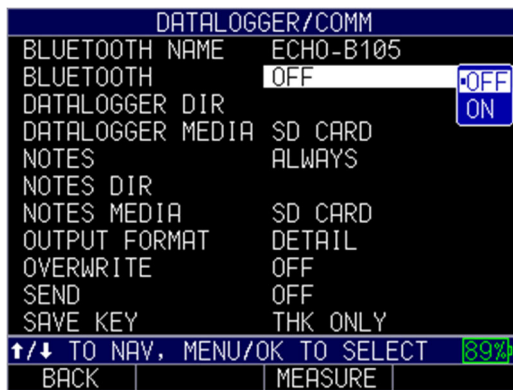 DATALOGGER/COMM
BLUETOOTH NAME ECHO-B105
BLUETOOTH OFF
OFF
ON
DATALOGGER DIR
DATALOGGER MEDIA SD CARD
NOTES ALWAYS
NOTES DIR
NOTES MEDIA SD CARD
OUTPUT FORMAT DETAIL
OVERWRITE OFF
SEND OFF
SAVE KEY THK ONLY
↑/↓ TO NAV, MENU/OK TO SELECT 89%
BACK MEASURE